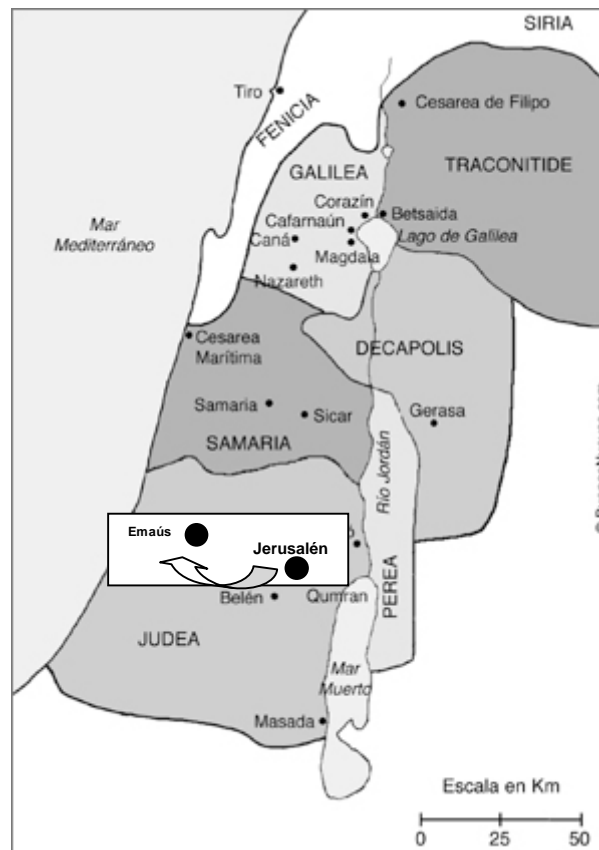 SIRIA
Tiro
Cesarea de Filipo
FENICIA
TRACONITIDE
GALILEA
Corazín
Betsaida
Cafarnaún
Mar
Mediterráneo
Caná
Lago de Galilea
Magdala
Nazareth
Cesarea
Marítima
DECAPOLIS
Samaria
Sicar
Gerasa
SAMARIA
Río Jordán
Emaús
Jerusalén
PEREA
Belén
Qumran
JUDEA
Mar
Muerto
Masada
Escala en Km
0 25 50